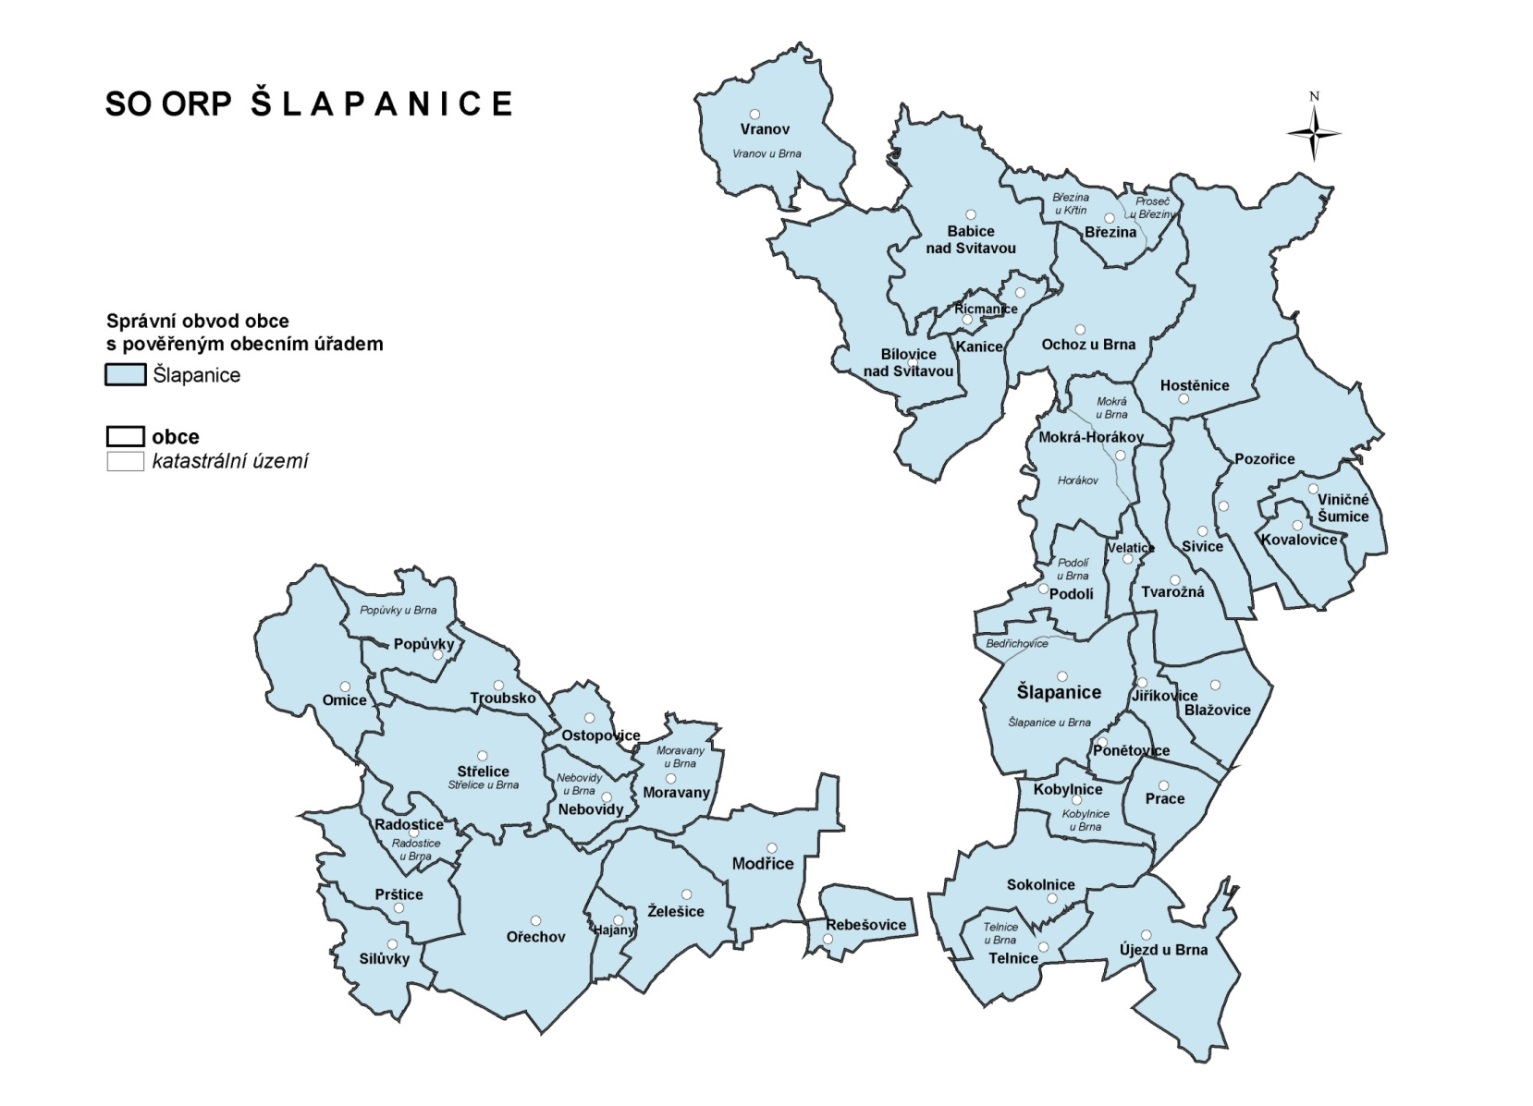 SO ORP ŠLAPANICE
N
Správní obvod obce
s pověřeným obecním úřadem
Šlapanice
obce
katastrální území
Vranov
Vranov u Brna
Babice
nad Svitavou
Březina
u Křtin
Proseč
u Březiny
Březina
Řícmanice
Kanice
Ochoz u Brna
Bílovice
nad Svitavou
Hostěnice
Mokrá
u Brna
Mokrá-Horákov
Horákov
Pozořice
Viničné
Šumice
Kovalovice
Sivice
Velatice
Tvarožná
Podolí
u Brna
Podolí
Bedřichovice
Šlapanice
Šlapanice u Brna
Jiříkovice
Blažovice
Ponětovice
Kobylnice
Kobylnice
u Brna
Prace
Sokolnice
Telnice
u Brna
Telnice
Újezd u Brna
Popůvky u Brna
Popůvky
Omice
Troubsko
Ostopovice
Střelice
Střelice u Brna
Nebovidy
u Brna
Nebovidy
Moravany
u Brna
Moravany
Radostice
Radostice
u Brna
Modřice
Prštice
Ořechov
Hajany
Želešice
Rebešovice
Silůvky